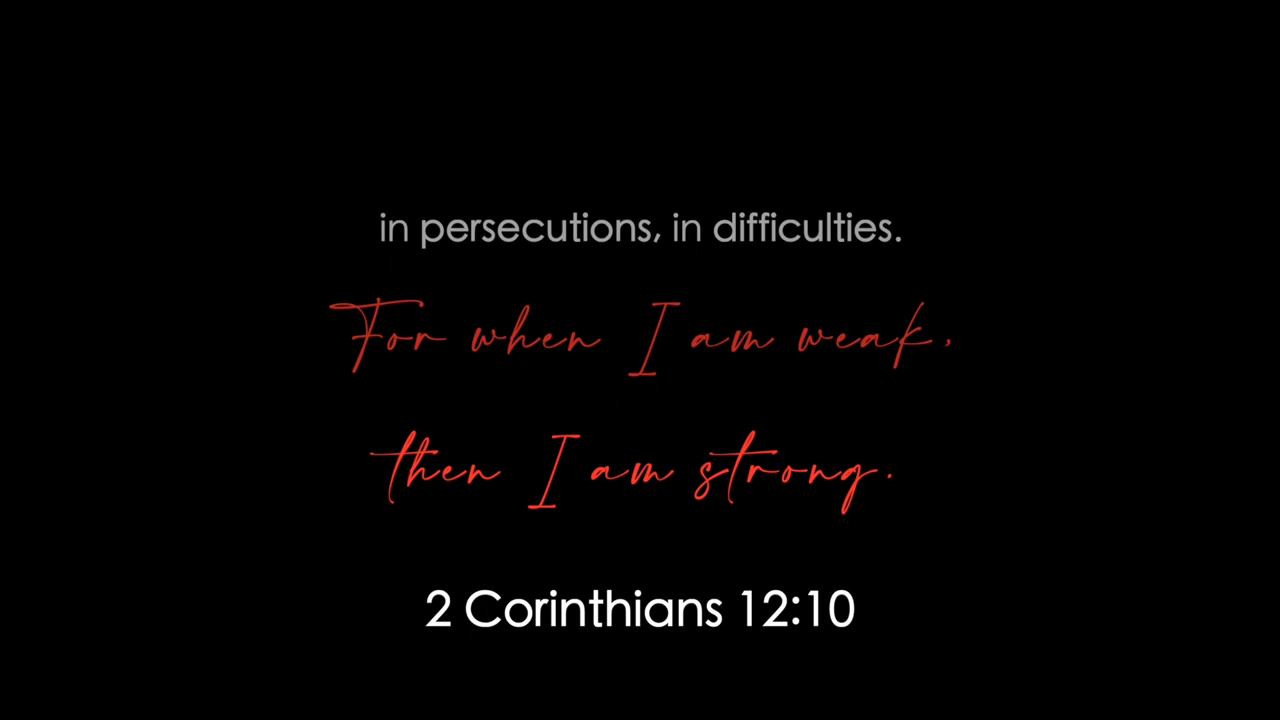 in persecutions, in difficulties.
For when I am weak,
then I am strong.
2 Corinthians 12:10